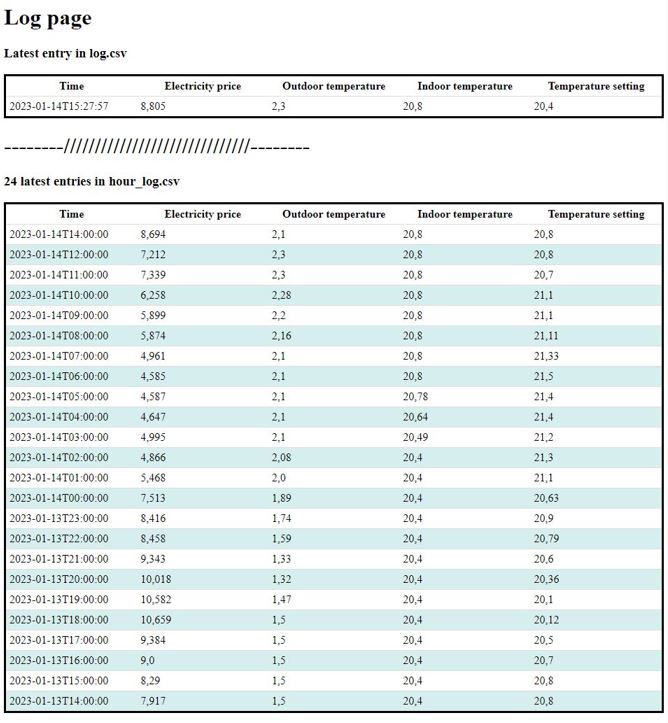 Log page
Latest entry in log.csv
Time Electricity price Outdoor temperature Indoor temperature Temperature setting
2023-01-14T15:27:57 8,805 2,3 20,8 20,4
--------//////////////////////////////--------
24 latest entries in hour_log.csv
Time Electricity price Outdoor temperature Indoor temperature Temperature setting
2023-01-14T14:00:00 8,694 2,1 20,8 20,8
2023-01-14T12:00:00 7,212 2,3 20,8 20,8
2023-01-14T11:00:00 7,339 2,3 20,8 20,7
2023-01-14T10:00:00 6,258 2,28 20,8 21,1
2023-01-14T09:00:00 5,899 2,2 20,8 21,1
2023-01-14T08:00:00 5,874 2,16 20,8 21,11
2023-01-14T07:00:00 4,961 2,1 20,8 21,33
2023-01-14T06:00:00 4,585 2,1 20,8 21,5
2023-01-14T05:00:00 4,587 2,1 20,78 21,4
2023-01-14T04:00:00 4,647 2,1 20,64 21,4
2023-01-14T03:00:00 4,995 2,1 20,49 21,2
2023-01-14T02:00:00 4,866 2,08 20,4 21,3
2023-01-14T01:00:00 5,468 2,0 20,4 21,1
2023-01-14T00:00:00 7,513 1,89 20,4 20,63
2023-01-13T23:00:00 8,416 1,74 20,4 20,9
2023-01-13T22:00:00 8,458 1,59 20,4 20,79
2023-01-13T21:00:00 9,343 1,33 20,4 20,6
2023-01-13T20:00:00 10,018 1,32 20,4 20,36
2023-01-13T19:00:00 10,582 1,47 20,4 20,1
2023-01-13T18:00:00 10,659 1,5 20,4 20,12
2023-01-13T17:00:00 9,384 1,5 20,4 20,5
2023-01-13T16:00:00 9,0 1,5 20,4 20,7
2023-01-13T15:00:00 8,29 1,5 20,4 20,8
2023-01-13T14:00:00 7,917 1,5 20,4 20,8